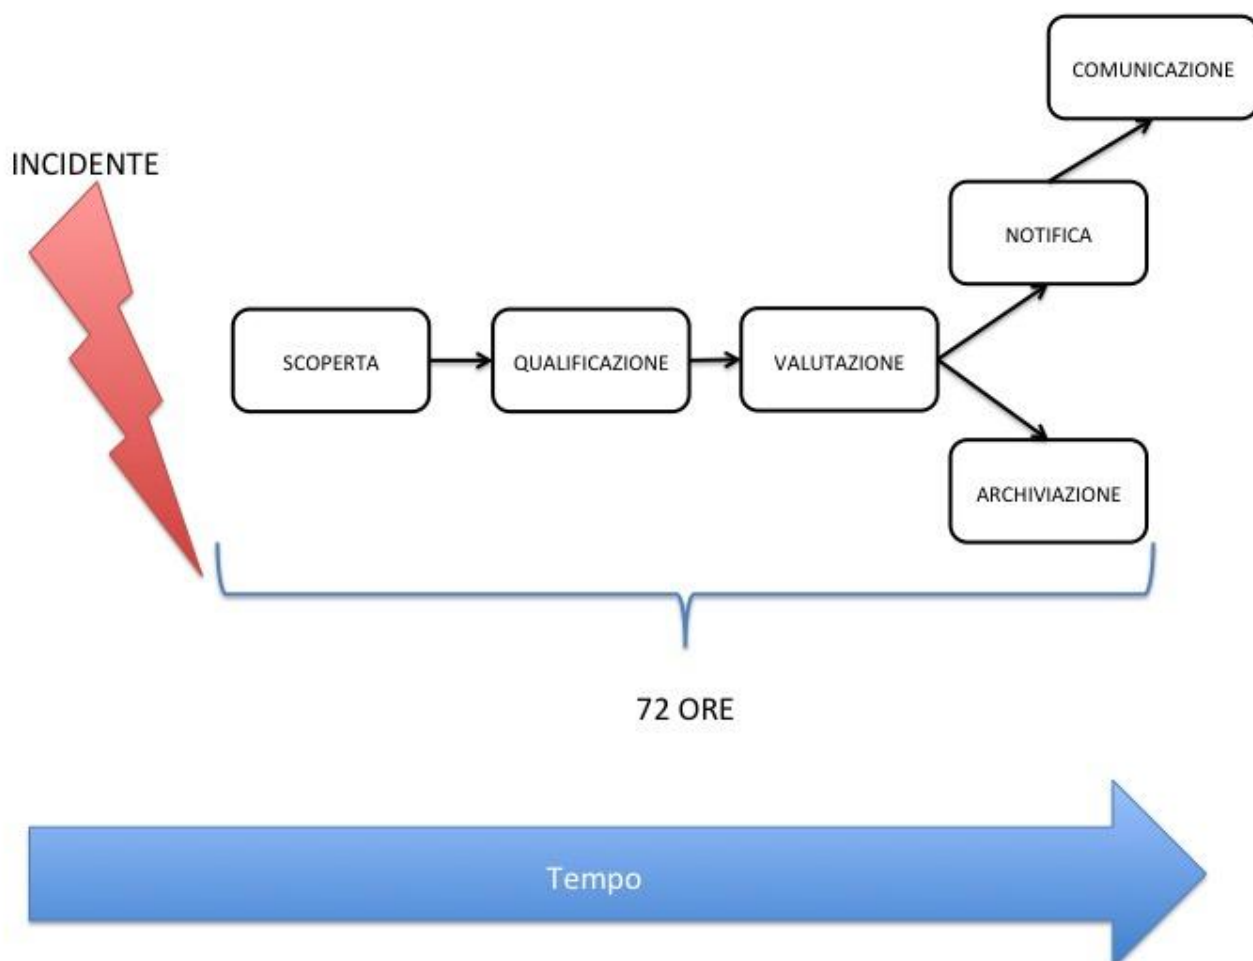 COMUNICAZIONE
INCIDENTE
NOTIFICA
SCOPERTA
QUALIFICAZIONE
VALUTAZIONE
ARCHIVIAZIONE
72 ORE
Tempo